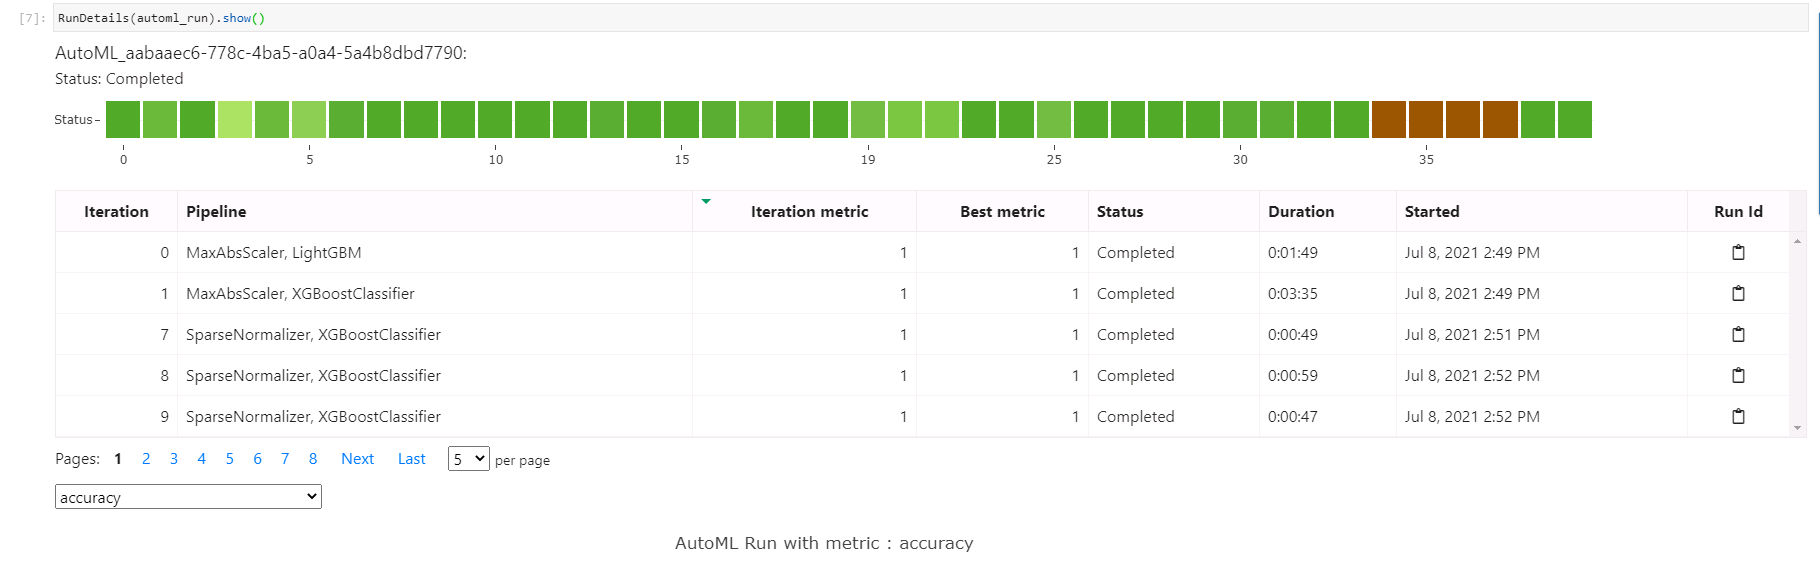 [7]: RunDetails(automl_run).show()
AutoML_aabaaec6-778c-4ba5-a0a4-5a4b8dbd7790:
Status: Completed
Status
0 5 10 15 19 25 30 35
Iteration Pipeline Iteration metric Best metric Status Duration Started Run Id
0 MaxAbsScaler, LightGBM 1 1 Completed 0:01:49 Jul 8, 2021 2:49 PM
1 MaxAbsScaler, XGBoostClassifier 1 1 Completed 0:03:35 Jul 8, 2021 2:49 PM
7 SparseNormalizer, XGBoostClassifier 1 1 Completed 0:00:49 Jul 8, 2021 2:51 PM
8 SparseNormalizer, XGBoostClassifier 1 1 Completed 0:00:59 Jul 8, 2021 2:52 PM
9 SparseNormalizer, XGBoostClassifier 1 1 Completed 0:00:47 Jul 8, 2021 2:52 PM
Pages: 1 2 3 4 5 6 7 8 Next Last 5 per page
accuracy
AutoML Run with metric : accuracy